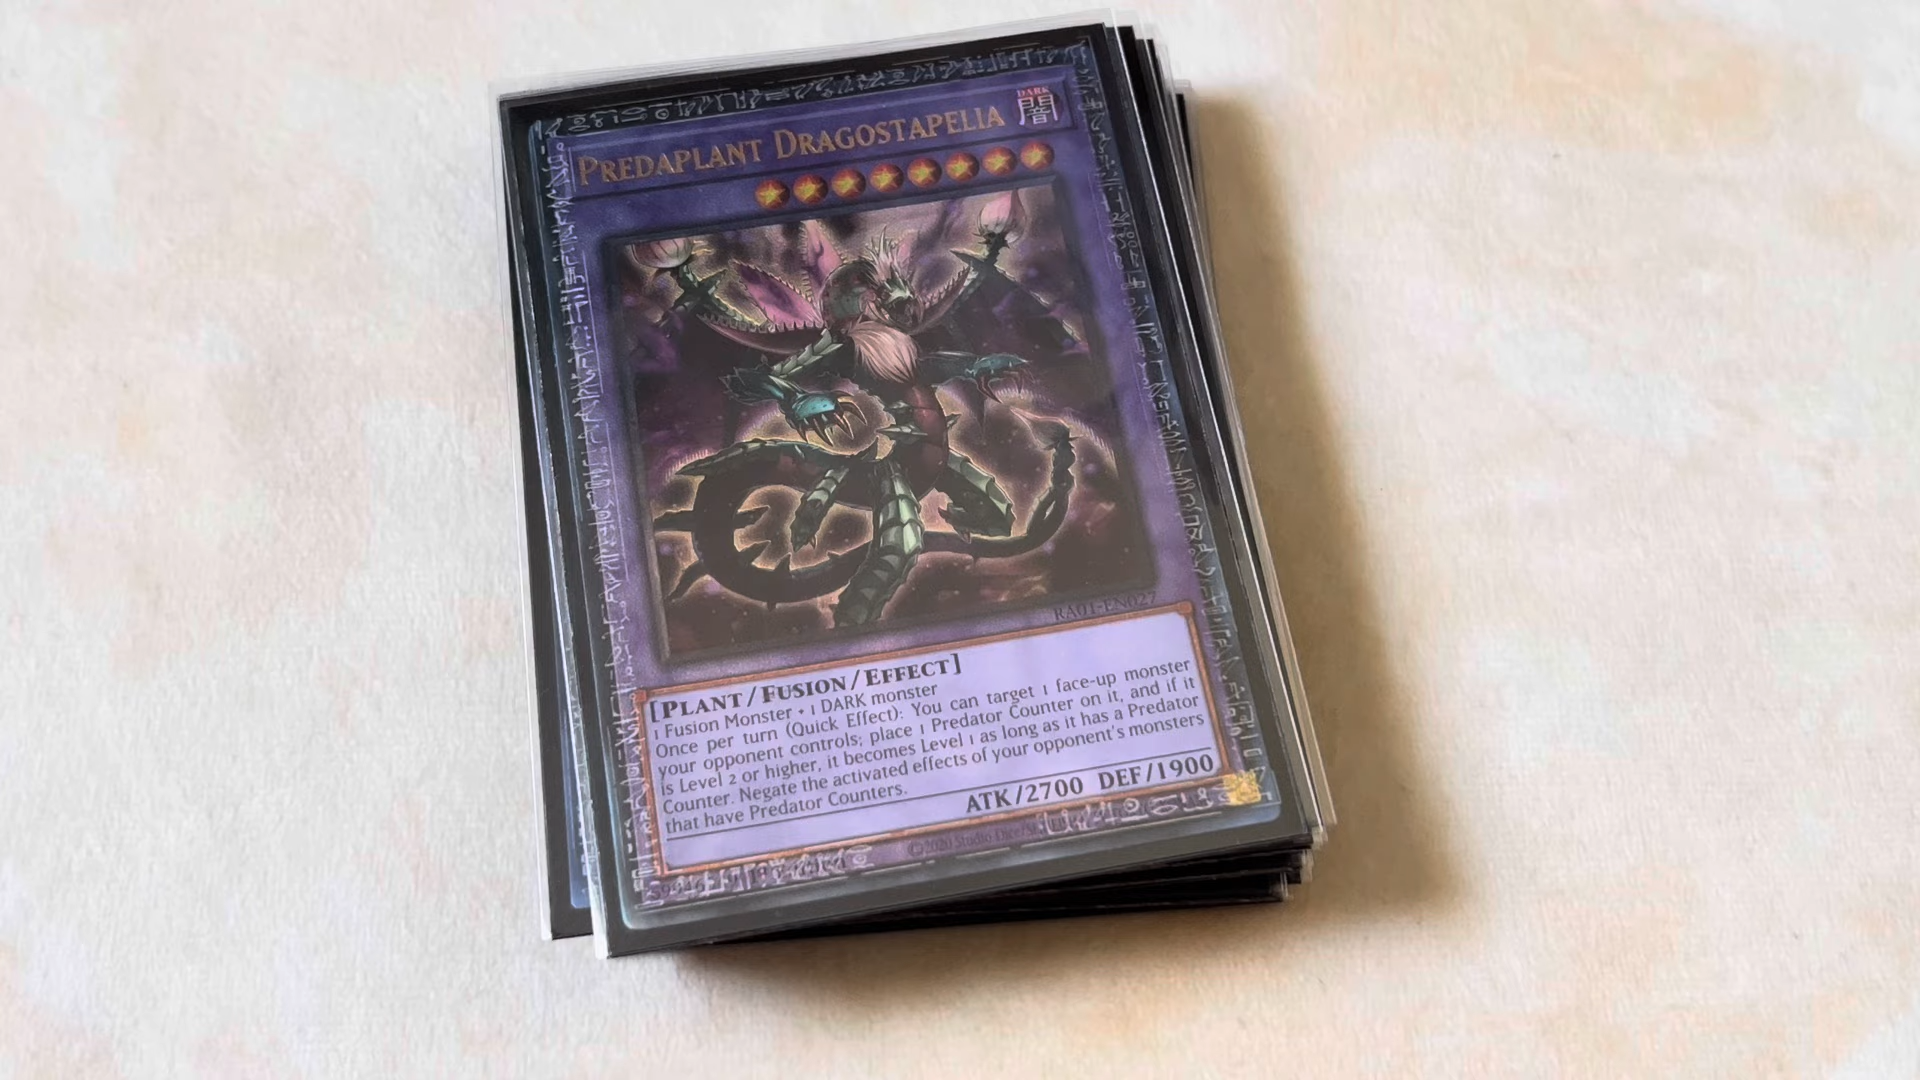 PREDAPLANT DRAGOSTAPELIA
DARK
闇
RA01-EN027
[PLANT/FUSION/EFFECT]
1 Fusion Monster + 1 DARK monster
Once per turn (Quick Effect): You can target 1 face-up monster
your opponent controls; place 1 Predator Counter on it, and if it
is Level 2 or higher, it becomes Level 1 as long as it has a Predator
Counter. Negate the activated effects of your opponent's monsters
that have Predator Counters.
ATK/2700 DEF/1900
©2020 Studio Dice